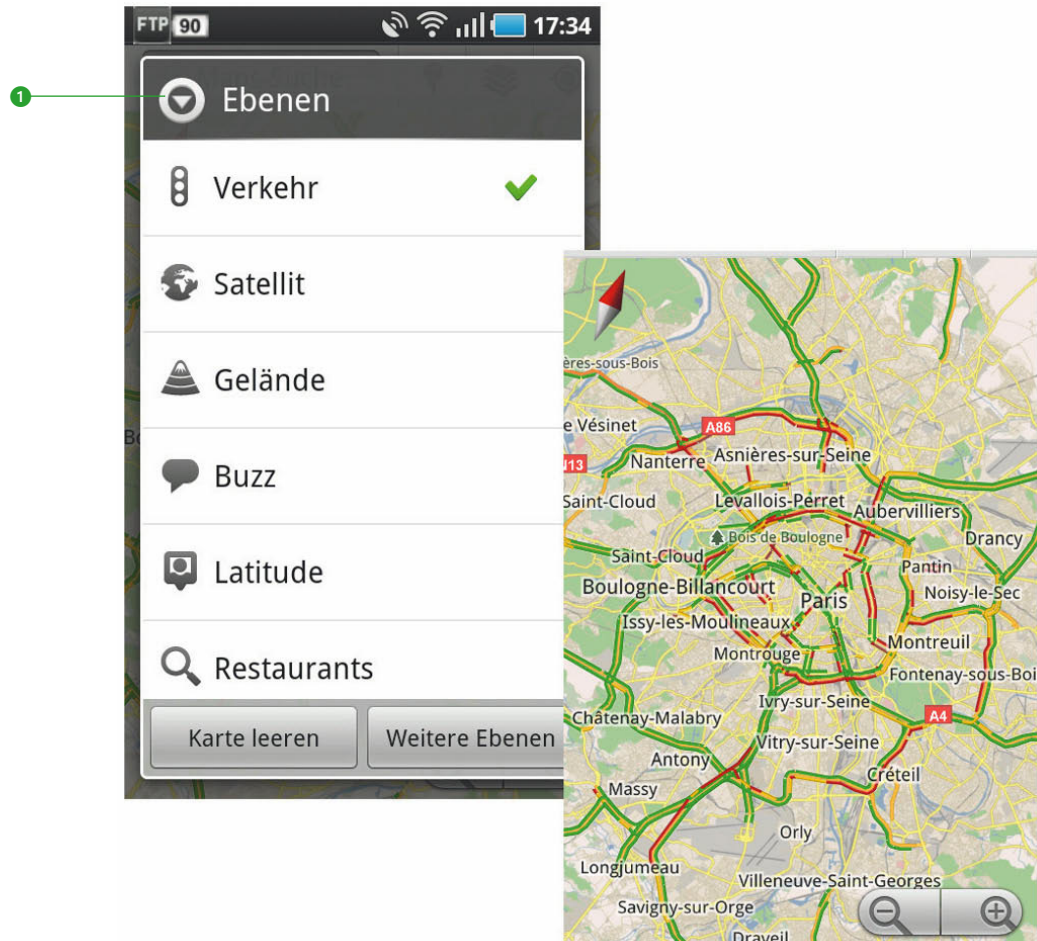 FTP 90 17:34
1
Ebenen
Verkehr
Satellit
Gelände
Buzz
Latitude
Restaurants
Karte leeren Weitere Ebenen
ères-sous-Bois
e Vésinet
A86
Nanterre Asnières-sur-Seine
Saint-Cloud Levallois-Perret
Aubervilliers
Bois de Boulogne Drancy
Saint-Cloud Pantin
Boulogne-Billancourt Paris Noisy-le-Sec
Issy-les-Moulineaux
Montrouge Montreuil
Fontenay-sous-Boi
Ivry-sur-Seine
Châtenay-Malabry A4
Vitry-sur-Seine
Antony
Créteil
Massy
Orly
Longjumeau
Villeneuve-Saint-Georges
Savigny-sur-Orge
Draveil